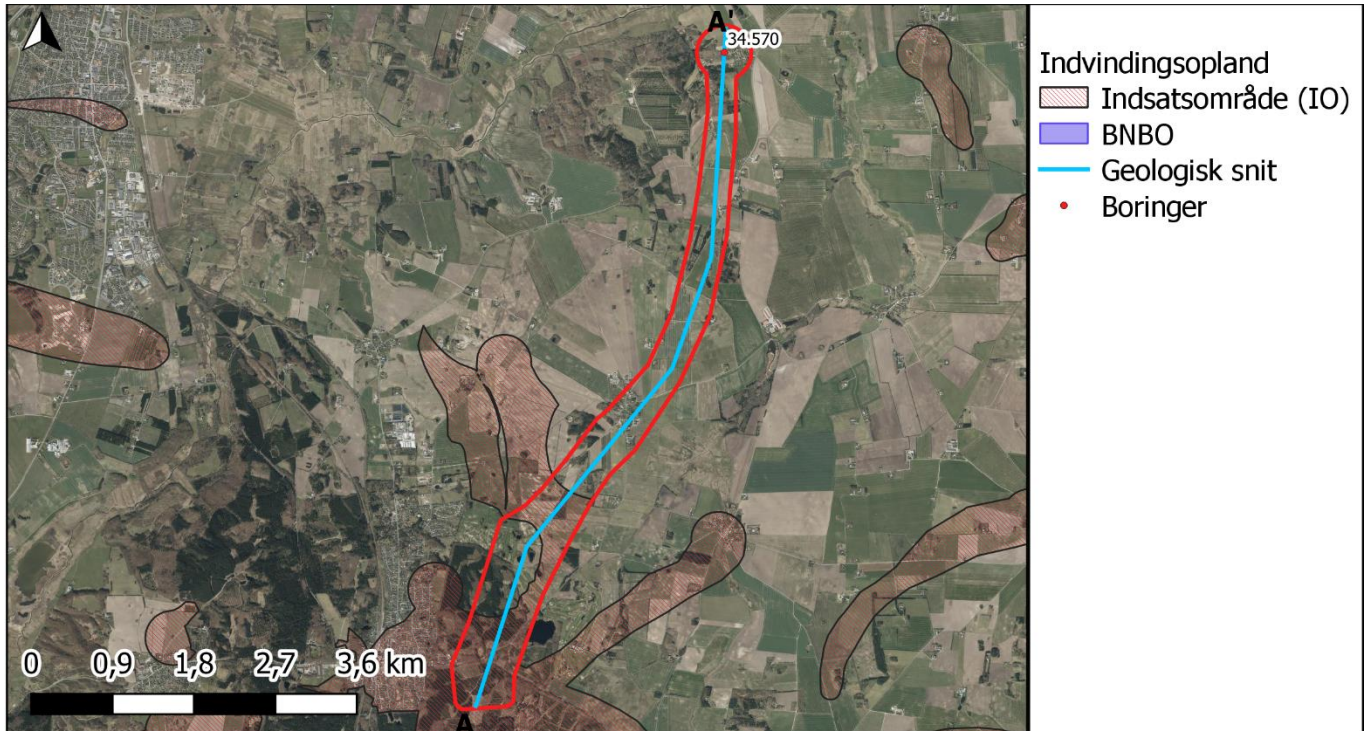 A'
34.570
A
0 0,9 1,8 2,7 3,6 km
Indvindingsopland
Indsatsområde (IO)
BNBO
Geologisk snit
Boringer